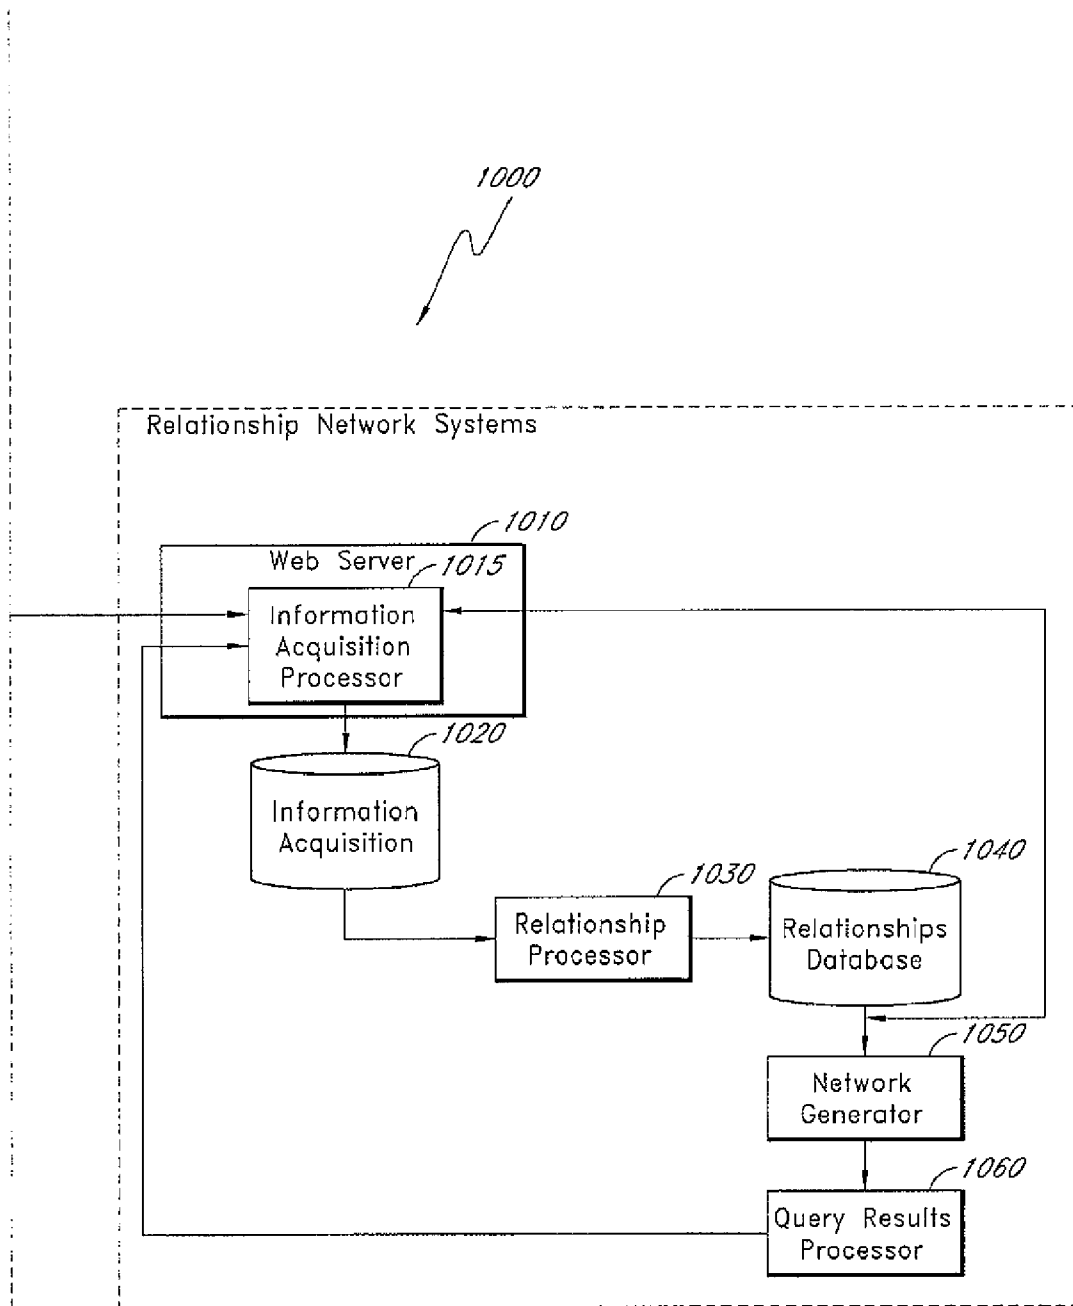 1000
Relationship Network Systems
1010
Web Server
1015
Information
Acquisition
Processor
1020
Information
Acquisition
1030
Relationship
Processor
1040
Relationships
Database
1050
Network
Generator
1060
Query Results
Processor